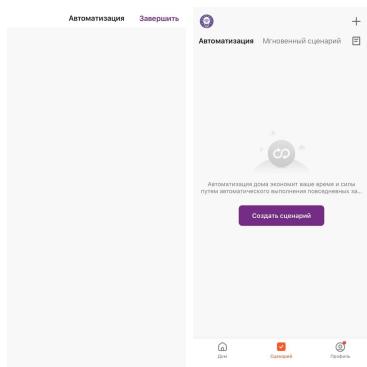 Автоматизация Завершить
Автоматизация Мгновенный сценарий
Автоматизация дома экономит ваше время и силы
путем автоматического выполнения повседневных за...
Создать сценарий
Дом Сценарий Профиль